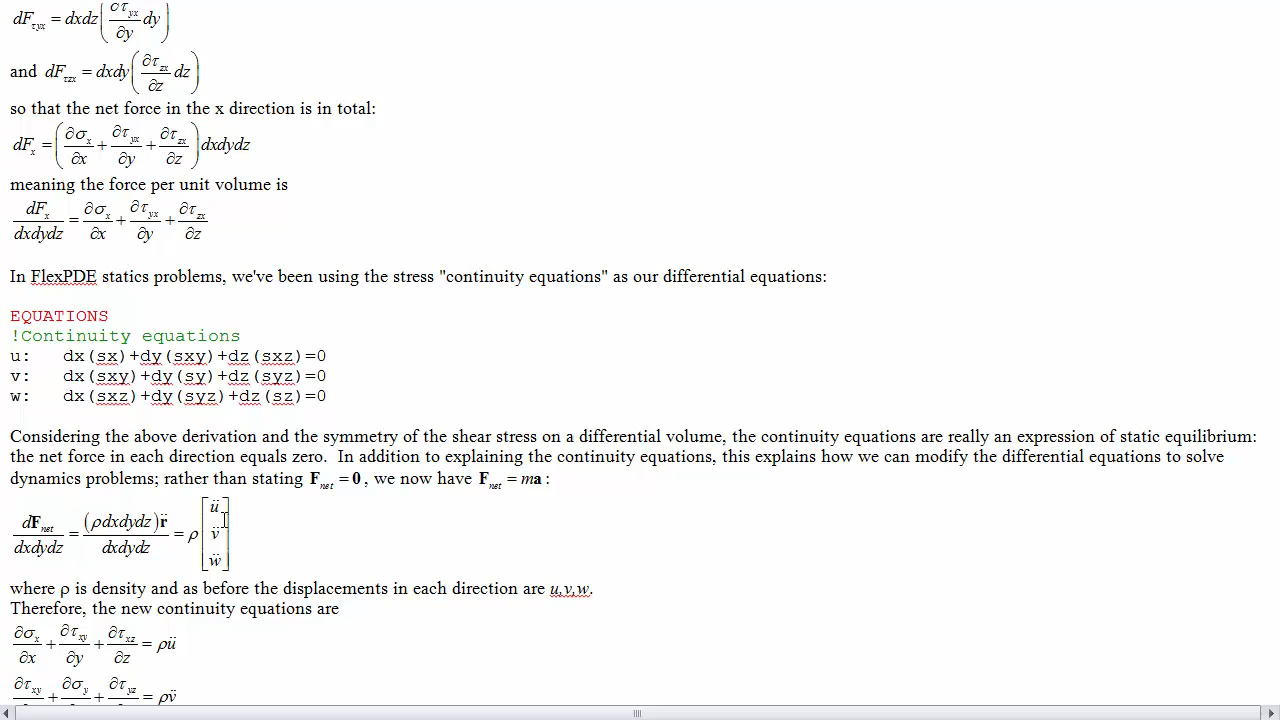 dF_τyx = dxdz(∂τ_yx/∂y dy)
and dF_τzx = dxdy(∂τ_zx/∂z dz)
so that the net force in the x direction is in total:
dF_x = (∂σ_x/∂x + ∂τ_yx/∂y + ∂τ_zx/∂z)dxdydz
meaning the force per unit volume is
dF_x/dxdydz = ∂σ_x/∂x + ∂τ_yx/∂y + ∂τ_zx/∂z
In FlexPDE statics problems, we've been using the stress "continuity equations" as our differential equations:
EQUATIONS
!Continuity equations
u: dx(sx)+dy(sxy)+dz(sxz)=0
v: dx(sxy)+dy(sy)+dz(syz)=0
w: dx(sxz)+dy(syz)+dz(sz)=0
Considering the above derivation and the symmetry of the shear stress on a differential volume, the continuity equations are really an expression of static equilibrium:
the net force in each direction equals zero. In addition to explaining the continuity equations, this explains how we can modify the differential equations to solve
dynamics problems; rather than stating F_net = 0, we now have F_net = ma:
dF_net/dxdydz = (ρdxdydz)r̈/dxdydz = ρ[ü v̈ ẅ]
where ρ is density and as before the displacements in each direction are u,v,w.
Therefore, the new continuity equations are
∂σ_x/∂x + ∂τ_xy/∂y + ∂τ_xz/∂z = ρü
∂τ_xy + ∂σ_y + ∂τ_yz = ρv̈